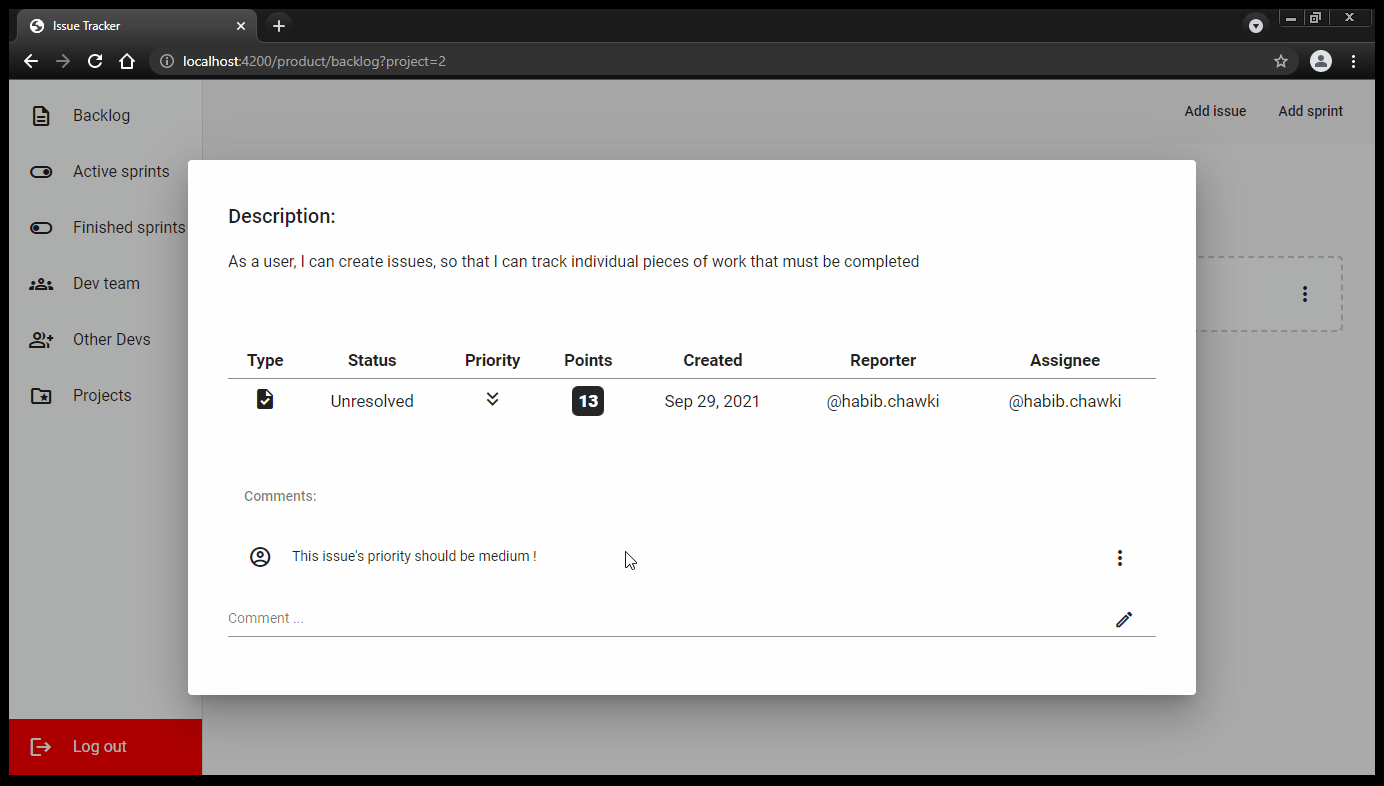 Issue Tracker
localhost:4200/product/backlog?project=2
Backlog
Active sprints
Finished sprints
Dev team
Other Devs
Projects
Log out
Add issue Add sprint
Description:
As a user, I can create issues, so that I can track individual pieces of work that must be completed
Type Status Priority Points Created Reporter Assignee
Unresolved 13 Sep 29, 2021 @habib.chawki @habib.chawki
Comments:
This issue's priority should be medium !
Comment ...